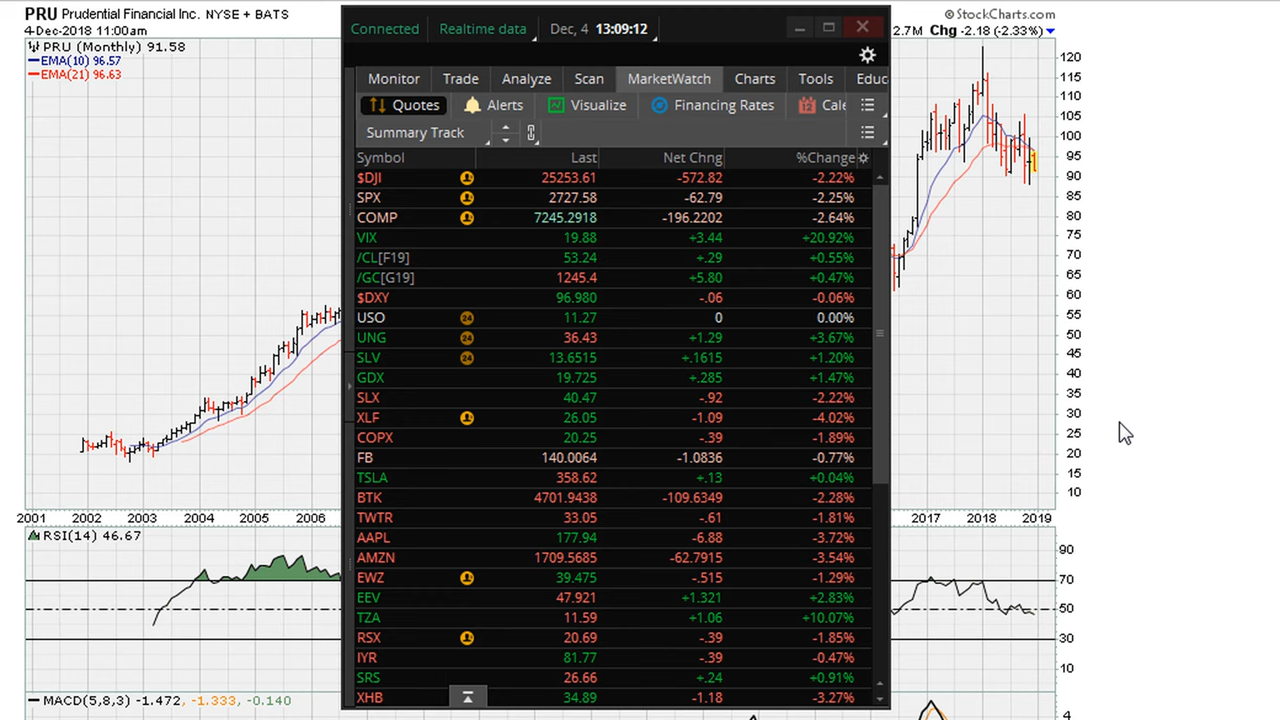 PRU Prudential Financial Inc. NYSE + BATS
© StockCharts.com
4-Dec-2018 11:00am
2.7M Chg -2.18 (-2.33%)
PRU (Monthly) 91.58
EMA(10) 96.57
EMA(21) 96.63
Connected Realtime data Dec, 4 13:09:12
Monitor Trade Analyze Scan MarketWatch Charts Tools Educ
Quotes Alerts Visualize Financing Rates 12 Cale
Summary Track
Symbol Last Net Chng %Change
$DJI 25253.61 -572.82 -2.22%
SPX 2727.58 -62.79 -2.25%
COMP 7245.2918 -196.2202 -2.64%
VIX 19.88 +3.44 +20.92%
/CL[F19] 53.24 +.29 +0.55%
/GC[G19] 1245.4 +5.80 +0.47%
$DXY 96.980 -.06 -0.06%
USO 24 11.27 0 0.00%
UNG 24 36.43 +1.29 +3.67%
SLV 24 13.6515 +.1615 +1.20%
GDX 19.725 +.285 +1.47%
SLX 40.47 -.92 -2.22%
XLF 26.05 -1.09 -4.02%
COPX 20.25 -.39 -1.89%
FB 140.0064 -1.0836 -0.77%
TSLA 358.62 +.13 +0.04%
BTK 4701.9438 -109.6349 -2.28%
TWTR 33.05 -.61 -1.81%
AAPL 177.94 -6.88 -3.72%
AMZN 1709.5685 -62.7915 -3.54%
EWZ 39.475 -.515 -1.29%
EEV 47.921 +1.321 +2.83%
TZA 11.59 +1.06 +10.07%
RSX 20.69 -.39 -1.85%
IYR 81.77 -.39 -0.47%
SRS 26.66 +.24 +0.91%
XHB 34.89 -1.18 -3.27%
120
115
110
105
100
95
90
85
80
75
70
65
60
55
50
45
40
35
30
25
20
15
10
2001 2002 2003 2004 2005 2006 2017 2018 2019
RSI(14) 46.67
90
70
50
30
10
MACD(5,8,3) -1.472, -1.333, -0.140
4